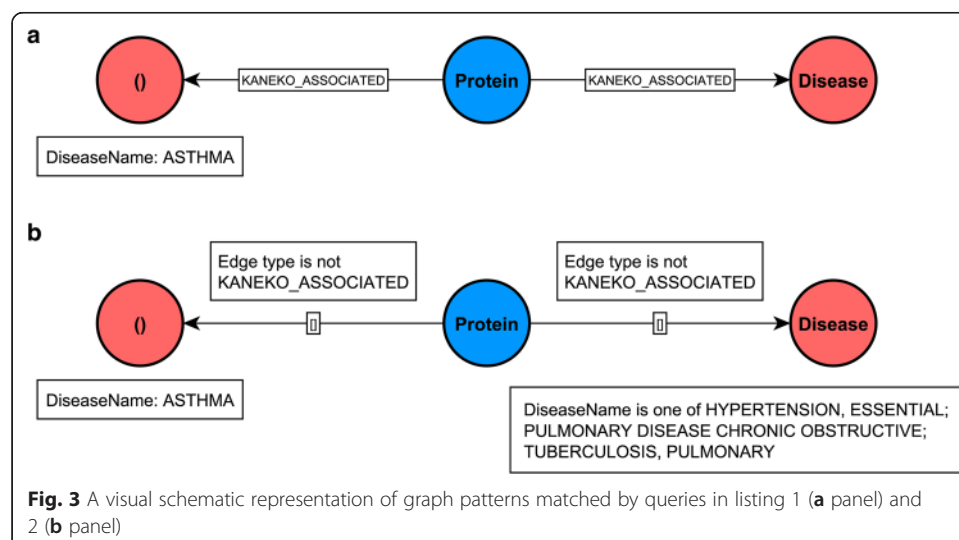 a
() KANEKO_ASSOCIATED Protein KANEKO_ASSOCIATED Disease
DiseaseName: ASTHMA
b
Edge type is not
KANEKO_ASSOCIATED
Edge type is not
KANEKO_ASSOCIATED
() [] Protein [] Disease
DiseaseName: ASTHMA
DiseaseName is one of HYPERTENSION, ESSENTIAL;
PULMONARY DISEASE CHRONIC OBSTRUCTIVE;
TUBERCULOSIS, PULMONARY
Fig. 3 A visual schematic representation of graph patterns matched by queries in listing 1 (a panel) and
2 (b panel)